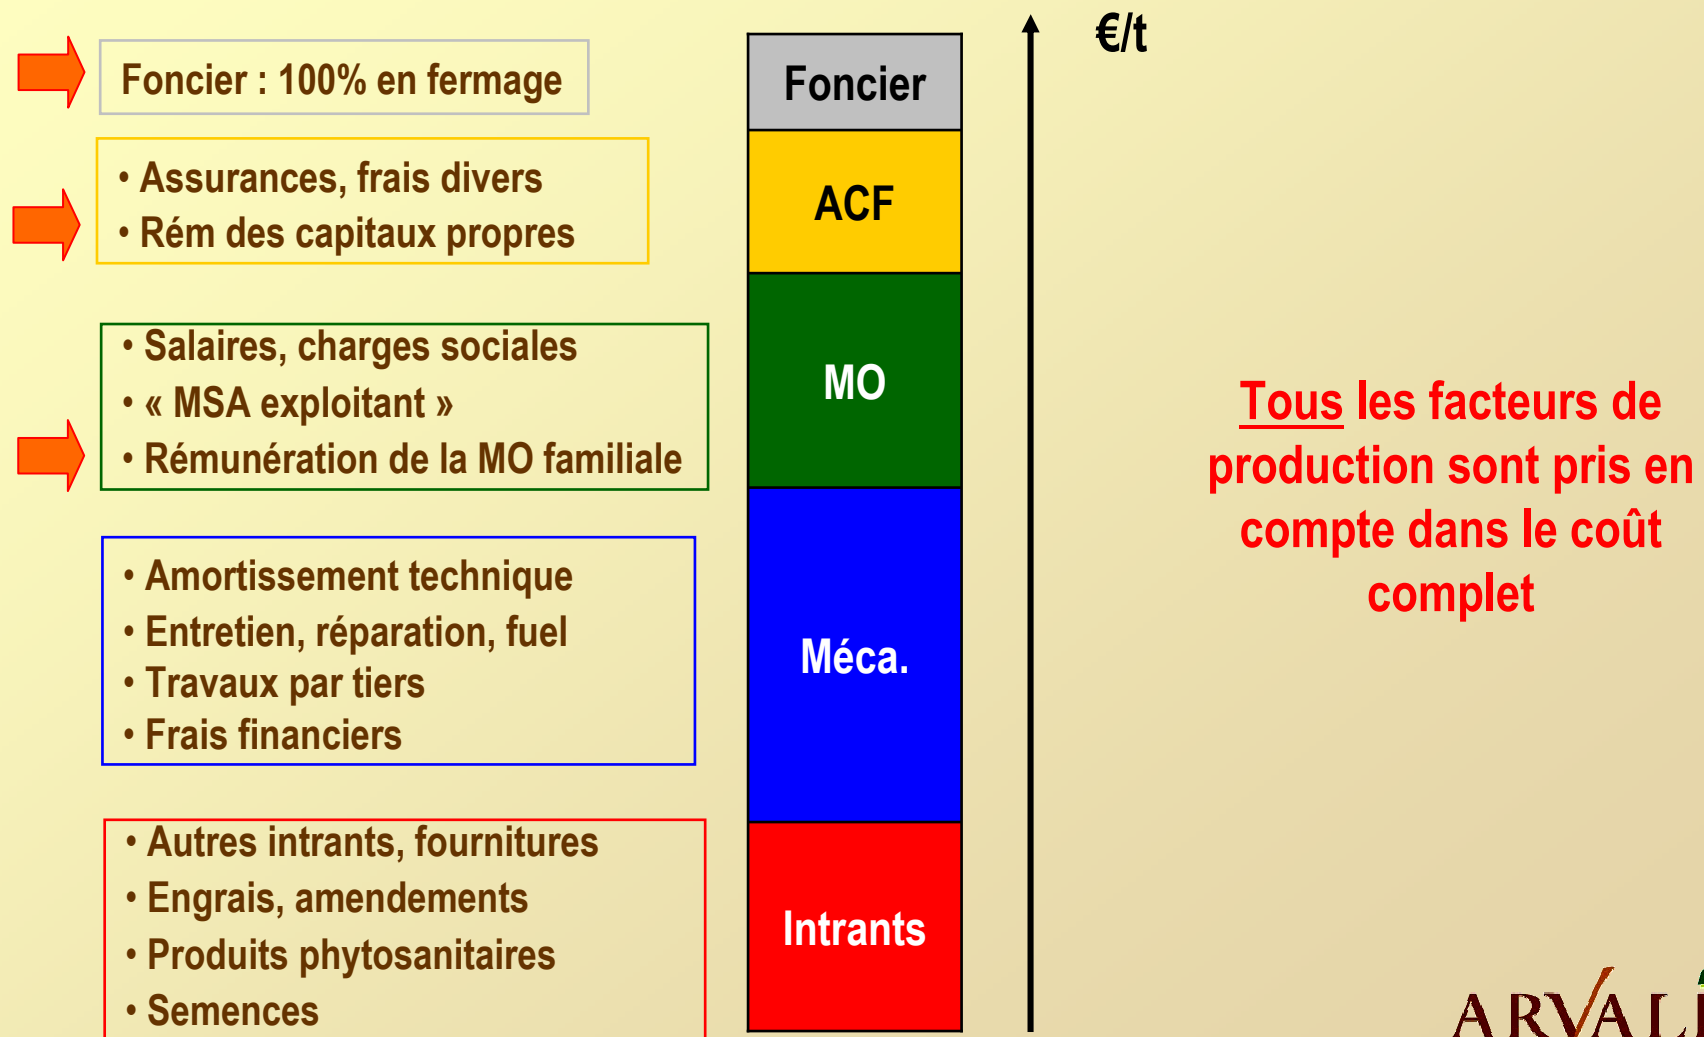 €/t
Foncier : 100% en fermage
Foncier
• Assurances, frais divers
• Rém des capitaux propres
ACF
• Salaires, charges sociales
• « MSA exploitant »
• Rémunération de la MO familiale
MO
• Amortissement technique
• Entretien, réparation, fuel
• Travaux par tiers
• Frais financiers
Méca.
• Autres intrants, fournitures
• Engrais, amendements
• Produits phytosanitaires
• Semences
Intrants
Tous les facteurs de
production sont pris en
compte dans le coût
complet
ARVALI